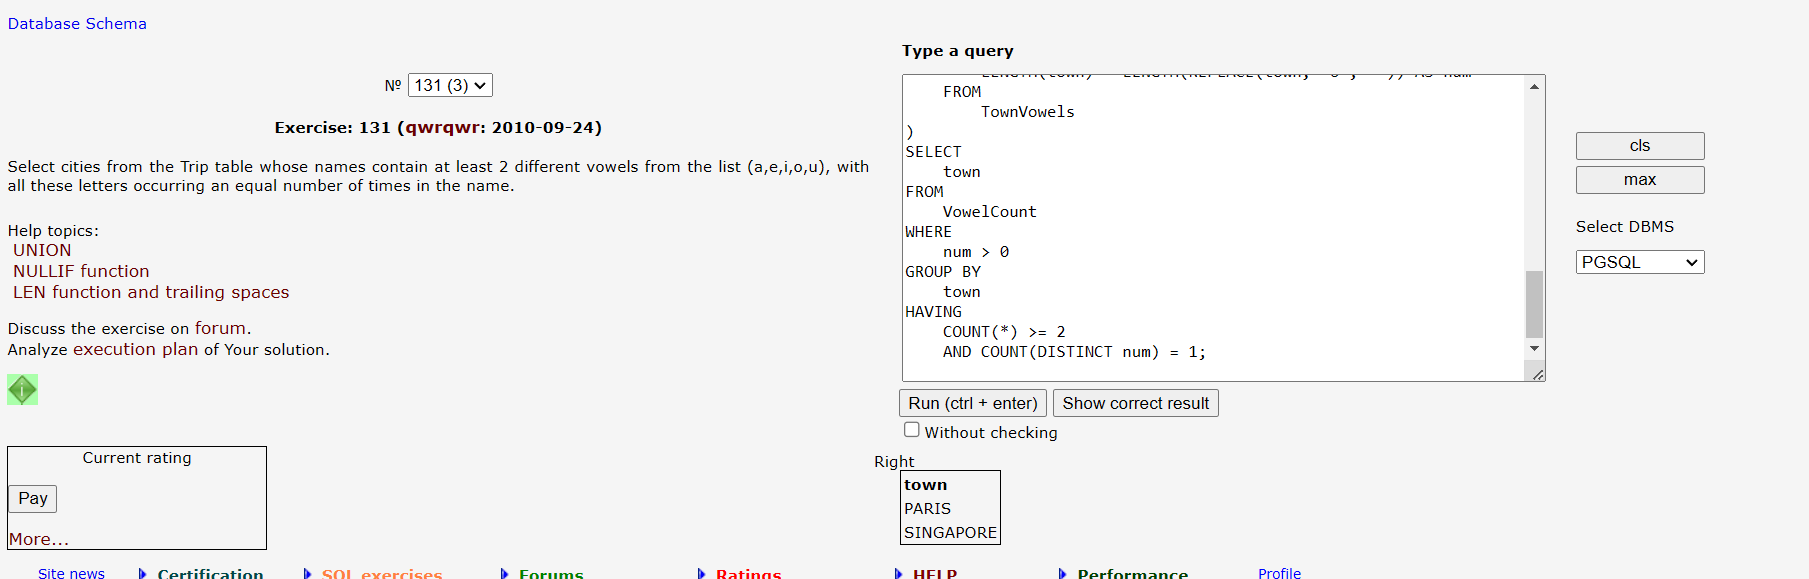 Database Schema
Nº 131 (3)
Exercise: 131 (qwrqwr: 2010-09-24)
Select cities from the Trip table whose names contain at least 2 different vowels from the list (a,e,i,o,u), with
all these letters occurring an equal number of times in the name.
Help topics:
UNION
NULLIF function
LEN function and trailing spaces
Discuss the exercise on forum.
Analyze execution plan of Your solution.
Current rating
Pay
More...
Type a query
FROM
TownVowels
)
SELECT
town
FROM
VowelCount
WHERE
num > 0
GROUP BY
town
HAVING
COUNT(*) >= 2
AND COUNT(DISTINCT num) = 1;
cls
max
Select DBMS
PGSQL
Run (ctrl + enter) Show correct result
Without checking
Right
town
PARIS
SINGAPORE
Site news Certification SQL exercises Forums Ratings HELP Performance Profile